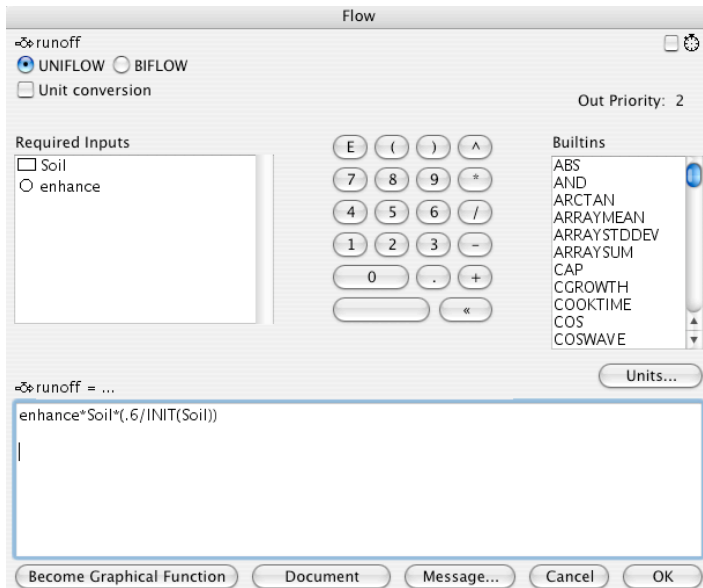 Flow
runoff
UNIFLOW BIFLOW
Unit conversion
Out Priority: 2
Required Inputs
Soil
enhance
E ( ) ^
7 8 9 *
4 5 6 /
1 2 3 -
0 . +
«
Builtins
ABS
AND
ARCTAN
ARRAYMEAN
ARRAYSTDDEV
ARRAYSUM
CAP
CGROWTH
COOKTIME
COS
COSWAVE
Units...
runoff = ...
enhance*Soil*(.6/INIT(Soil))
Become Graphical Function Document Message... Cancel OK